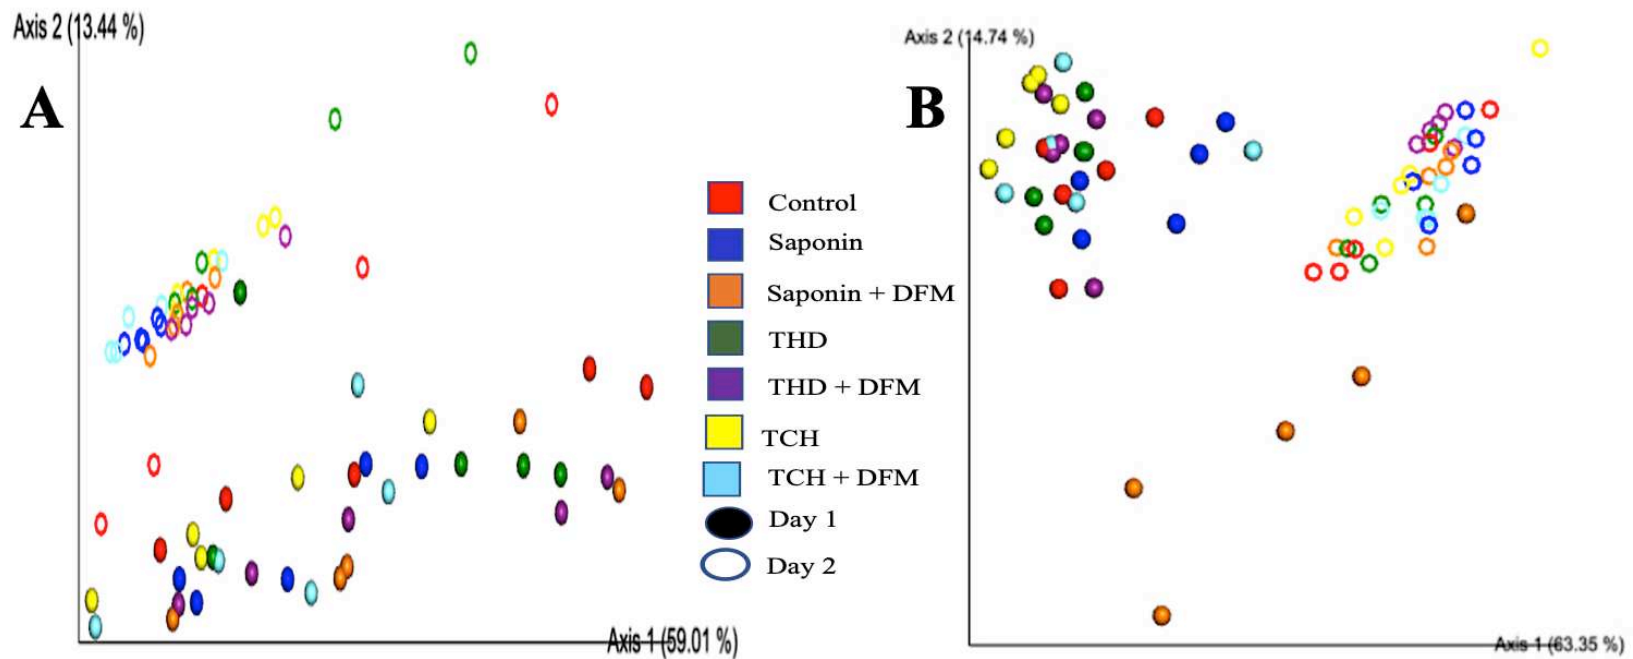 Axis 2 (13.44 %)
A
Axis 1 (59.01 %)
Control
Saponin
Saponin + DFM
THD
THD + DFM
TCH
TCH + DFM
Day 1
Day 2
Axis 2 (14.74 %)
B
Axis 1 (63.35 %)